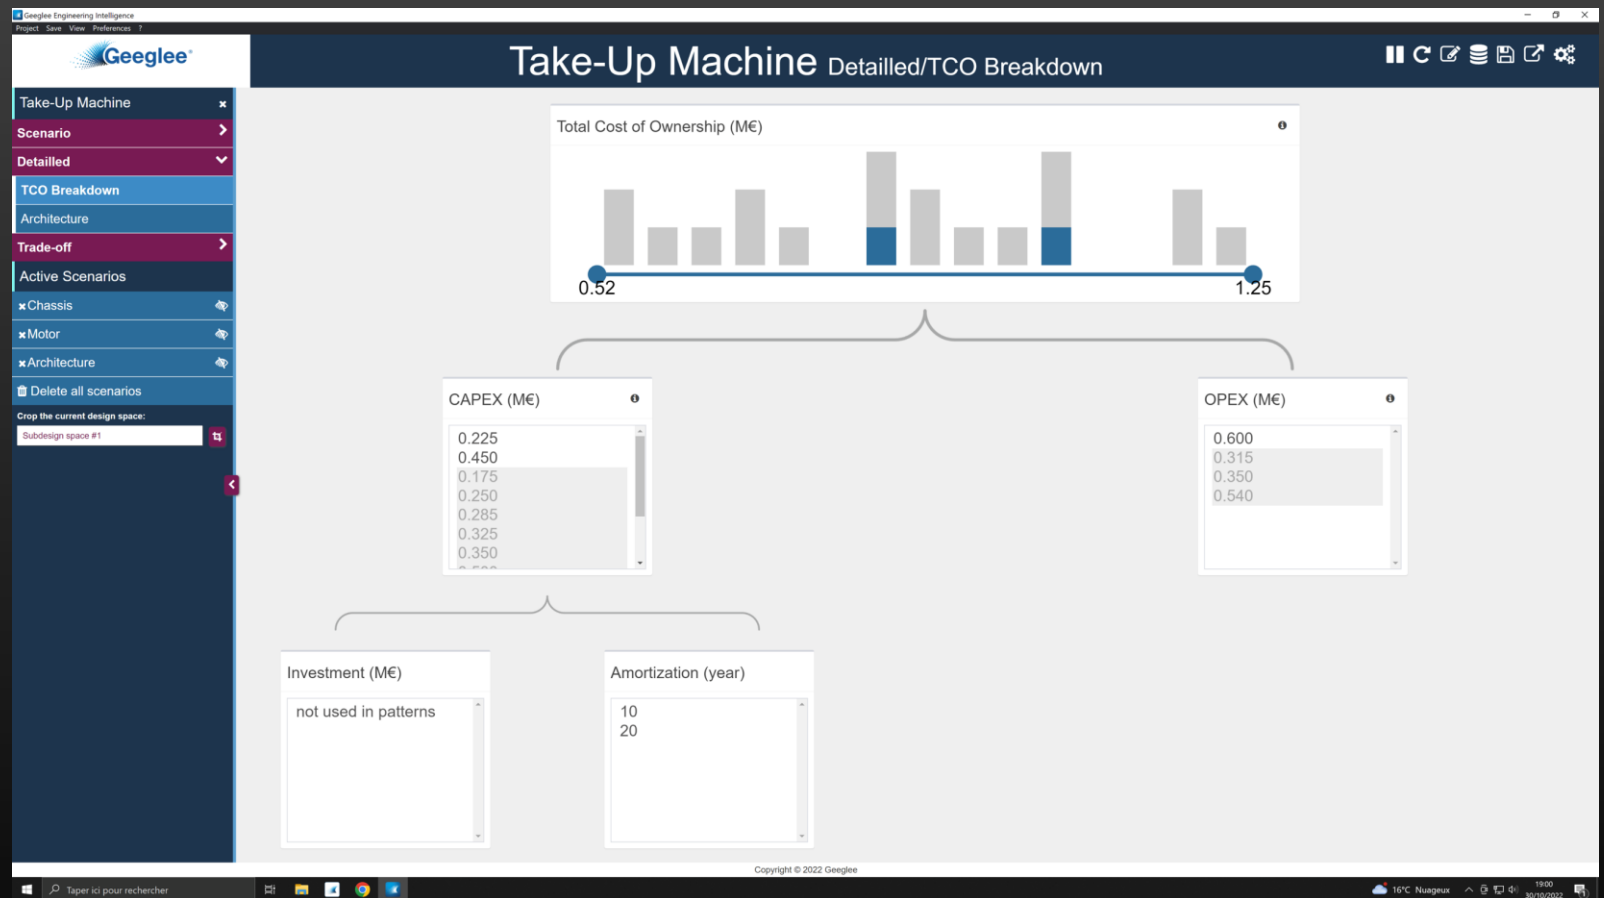 Geeglee Engineering Intelligence
Project Save View Preferences ?
Geeglee
Take-Up Machine Detailled/TCO Breakdown
Take-Up Machine
Scenario
Detailled
TCO Breakdown
Architecture
Trade-off
Active Scenarios
Chassis
Motor
Architecture
Delete all scenarios
Crop the current design space:
Subdesign space #1
Total Cost of Ownership (M€)
0.52
1.25
CAPEX (M€)
0.225
0.450
0.175
0.250
0.285
0.325
0.350
OPEX (M€)
0.600
0.315
0.350
0.540
Investment (M€)
not used in patterns
Amortization (year)
10
20
Copyright © 2022 Geeglee
Taper ici pour rechercher
16°C Nuageux
19:00
30/10/2022